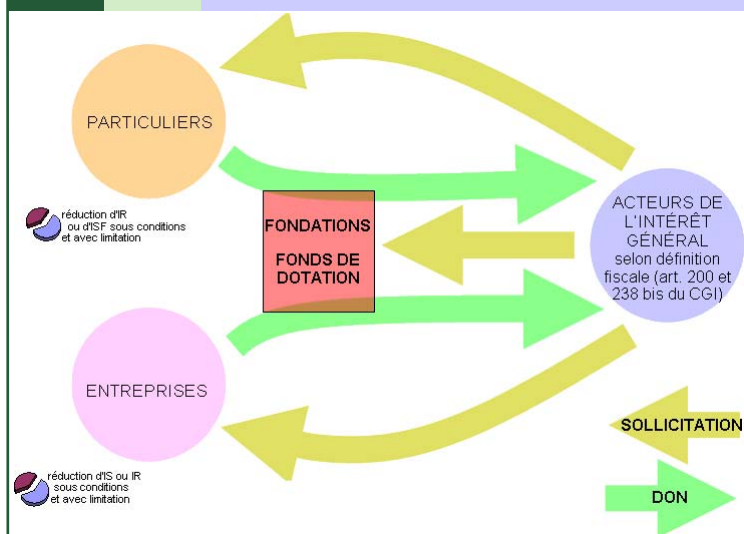 PARTICULIERS
réduction d'IR
ou d'ISF sous conditions
et avec limitation
FONDATIONS
FONDS DE
DOTATION
ACTEURS DE
L'INTÉRÊT
GÉNÉRAL
selon définition
fiscale (art. 200 et
238 bis du CGI)
ENTREPRISES
réduction d'IS ou IR
sous conditions
et avec limitation
SOLLICITATION
DON